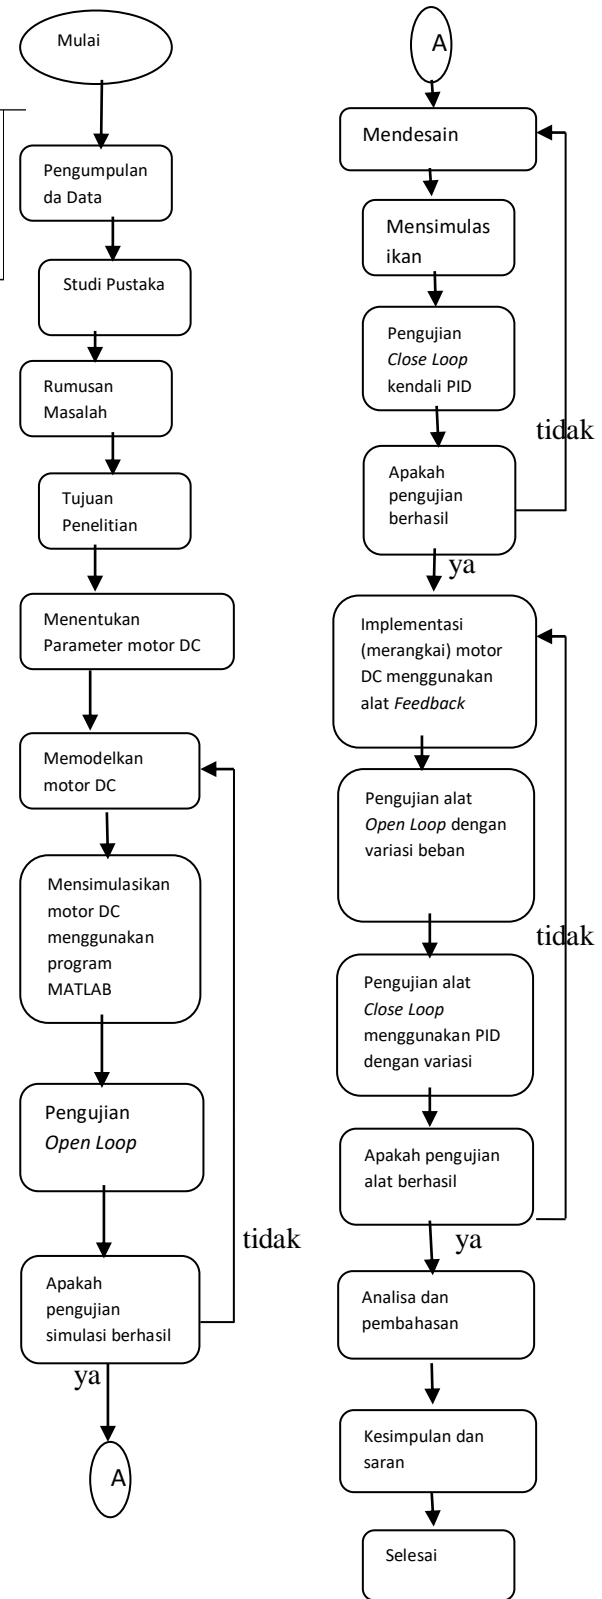 Mulai
Pengumpulan
da Data
Studi Pustaka
Rumusan
Masalah
Tujuan
Penelitian
Menentukan
Parameter motor DC
Memodelkan
motor DC
Mensimulasikan
motor DC
menggunakan
program
MATLAB
Pengujian
Open Loop
tidak
Apakah
pengujian
simulasi berhasil
ya
A
A
Mendesain
Mensimulas
ikan
Pengujian
Close Loop
kendali PID
tidak
Apakah
pengujian
berhasil
ya
Implementasi
(merangkai) motor
DC menggunakan
alat Feedback
Pengujian alat
Open Loop dengan
variasi beban
tidak
Pengujian alat
Close Loop
menggunakan PID
dengan variasi
Apakah pengujian
alat berhasil
ya
Analisa dan
pembahasan
Kesimpulan dan
saran
Selesai